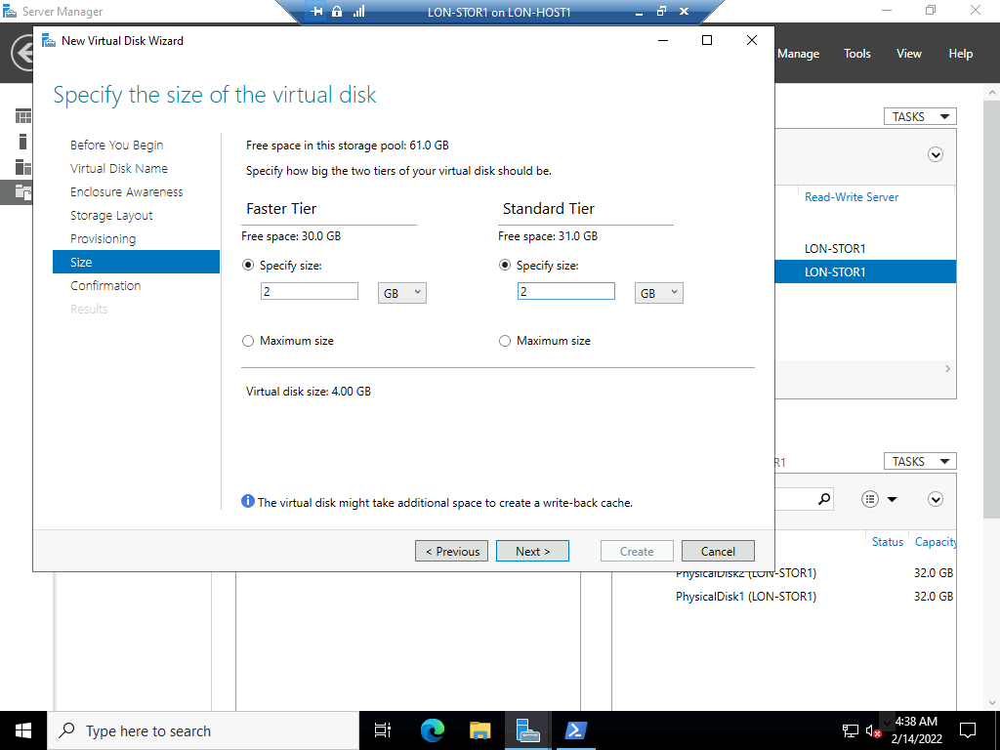 Server Manager
LON-STOR1 on LON-HOST1
New Virtual Disk Wizard
Manage Tools View Help
Specify the size of the virtual disk
TASKS
Before You Begin
Virtual Disk Name
Enclosure Awareness
Storage Layout
Provisioning
Size
Confirmation
Results
Free space in this storage pool: 61.0 GB
Specify how big the two tiers of your virtual disk should be.
Faster Tier
Free space: 30.0 GB
Specify size:
2 GB
Maximum size
Standard Tier
Free space: 31.0 GB
Specify size:
2 GB
Maximum size
Virtual disk size: 4.00 GB
The virtual disk might take additional space to create a write-back cache.
< Previous Next > Create Cancel
Read-Write Server
LON-STOR1
LON-STOR1
R1
TASKS
Status Capacity
PhysicalDisk2 (LON-STOR1) 32.0 GB
PhysicalDisk1 (LON-STOR1) 32.0 GB
Type here to search
4:38 AM
2/14/2022